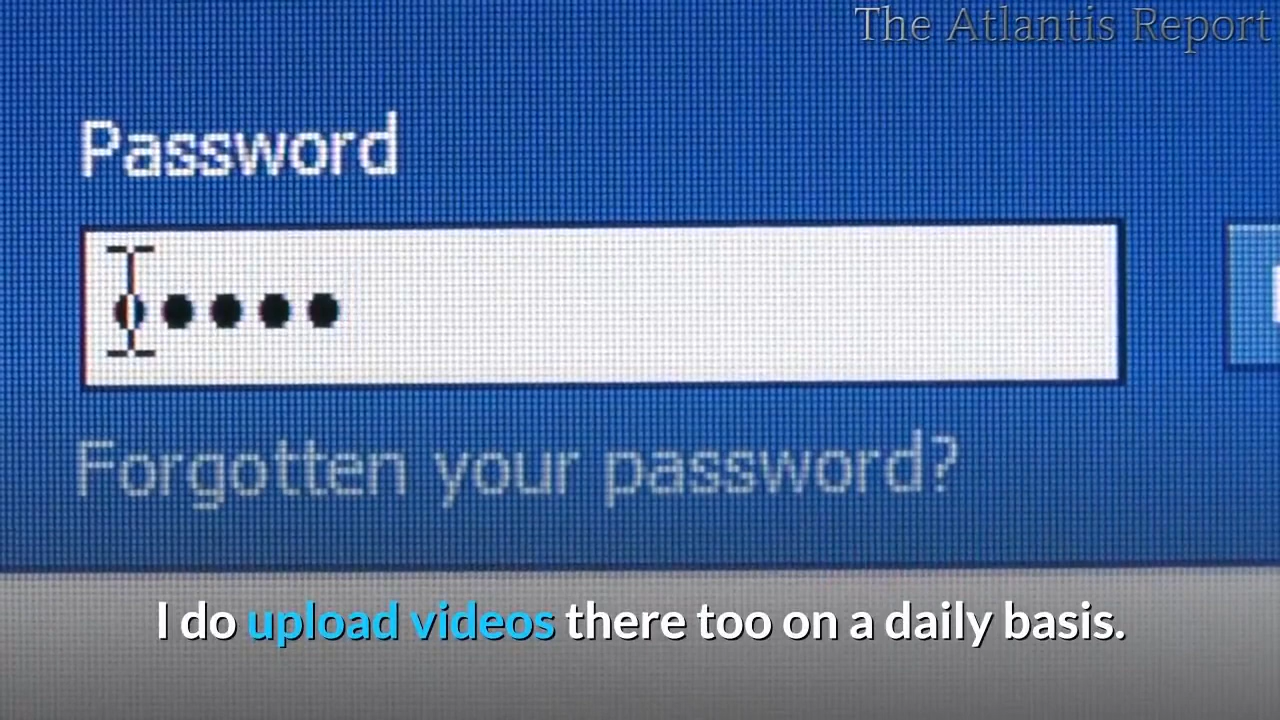 The Atlantis Report
Password
Forgotten your password?
I do upload videos there too on a daily basis.